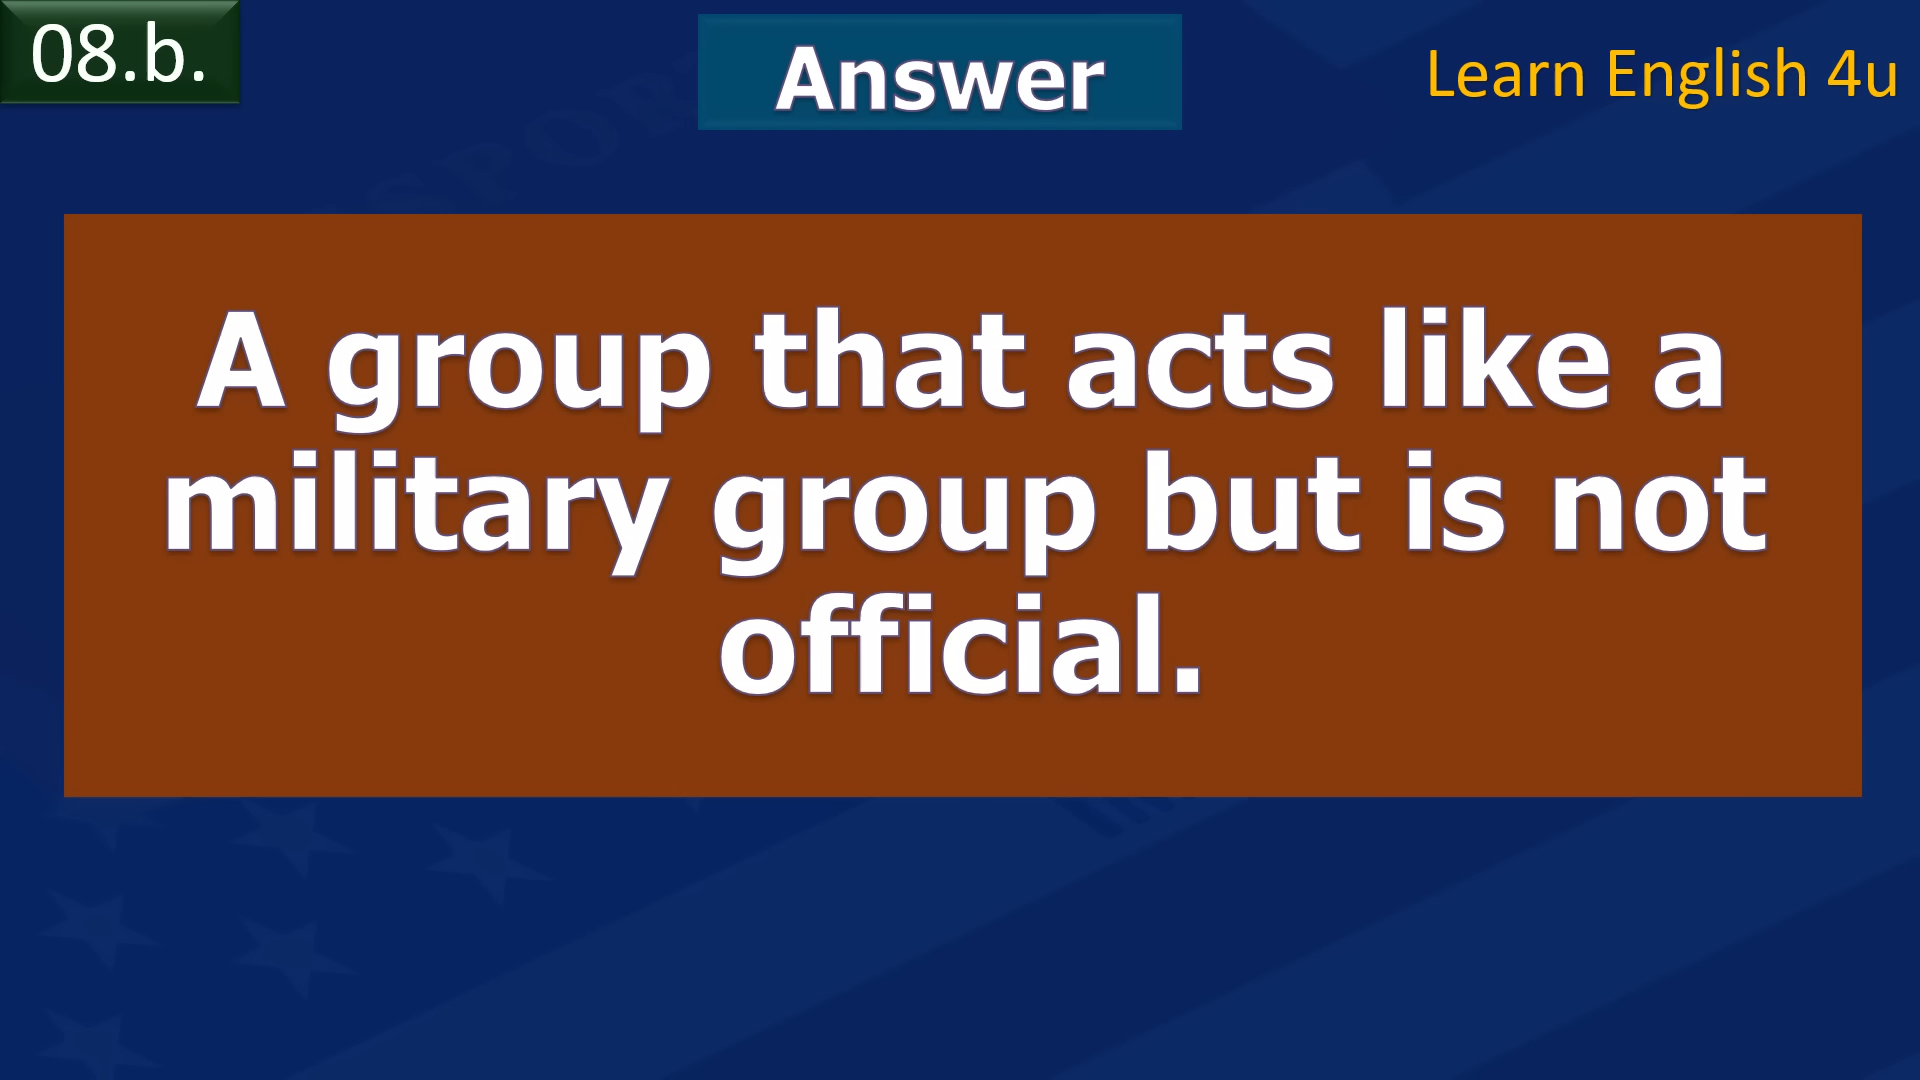 08.b.
Answer
Learn English 4u
A group that acts like a
military group but is not
official.